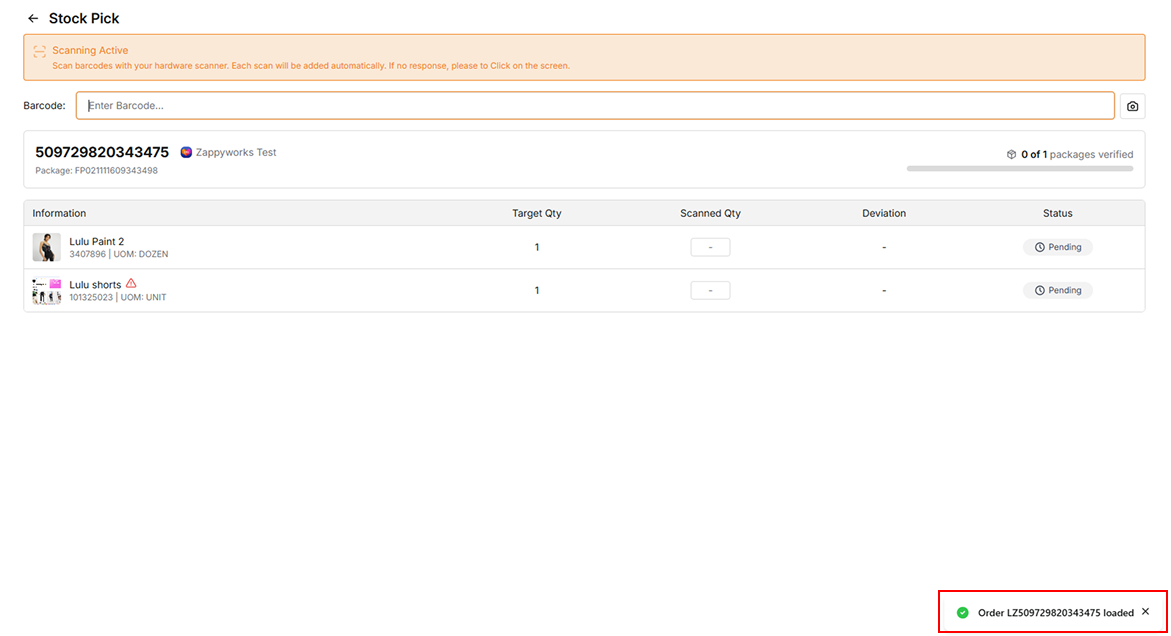 Stock Pick
Scanning Active
Scan barcodes with your hardware scanner. Each scan will be added automatically. If no response, please to Click on the screen.
Barcode: Enter Barcode...
509729820343475 Zappyworks Test
0 of 1 packages verified
Package: FP021111609343498
Information Target Qty Scanned Qty Deviation Status
Lulu Paint 2
3407896 | UOM: DOZEN
1 - - Pending
Lulu shorts
101325023 | UOM: UNIT
1 - - Pending
Order LZ509729820343475 loaded